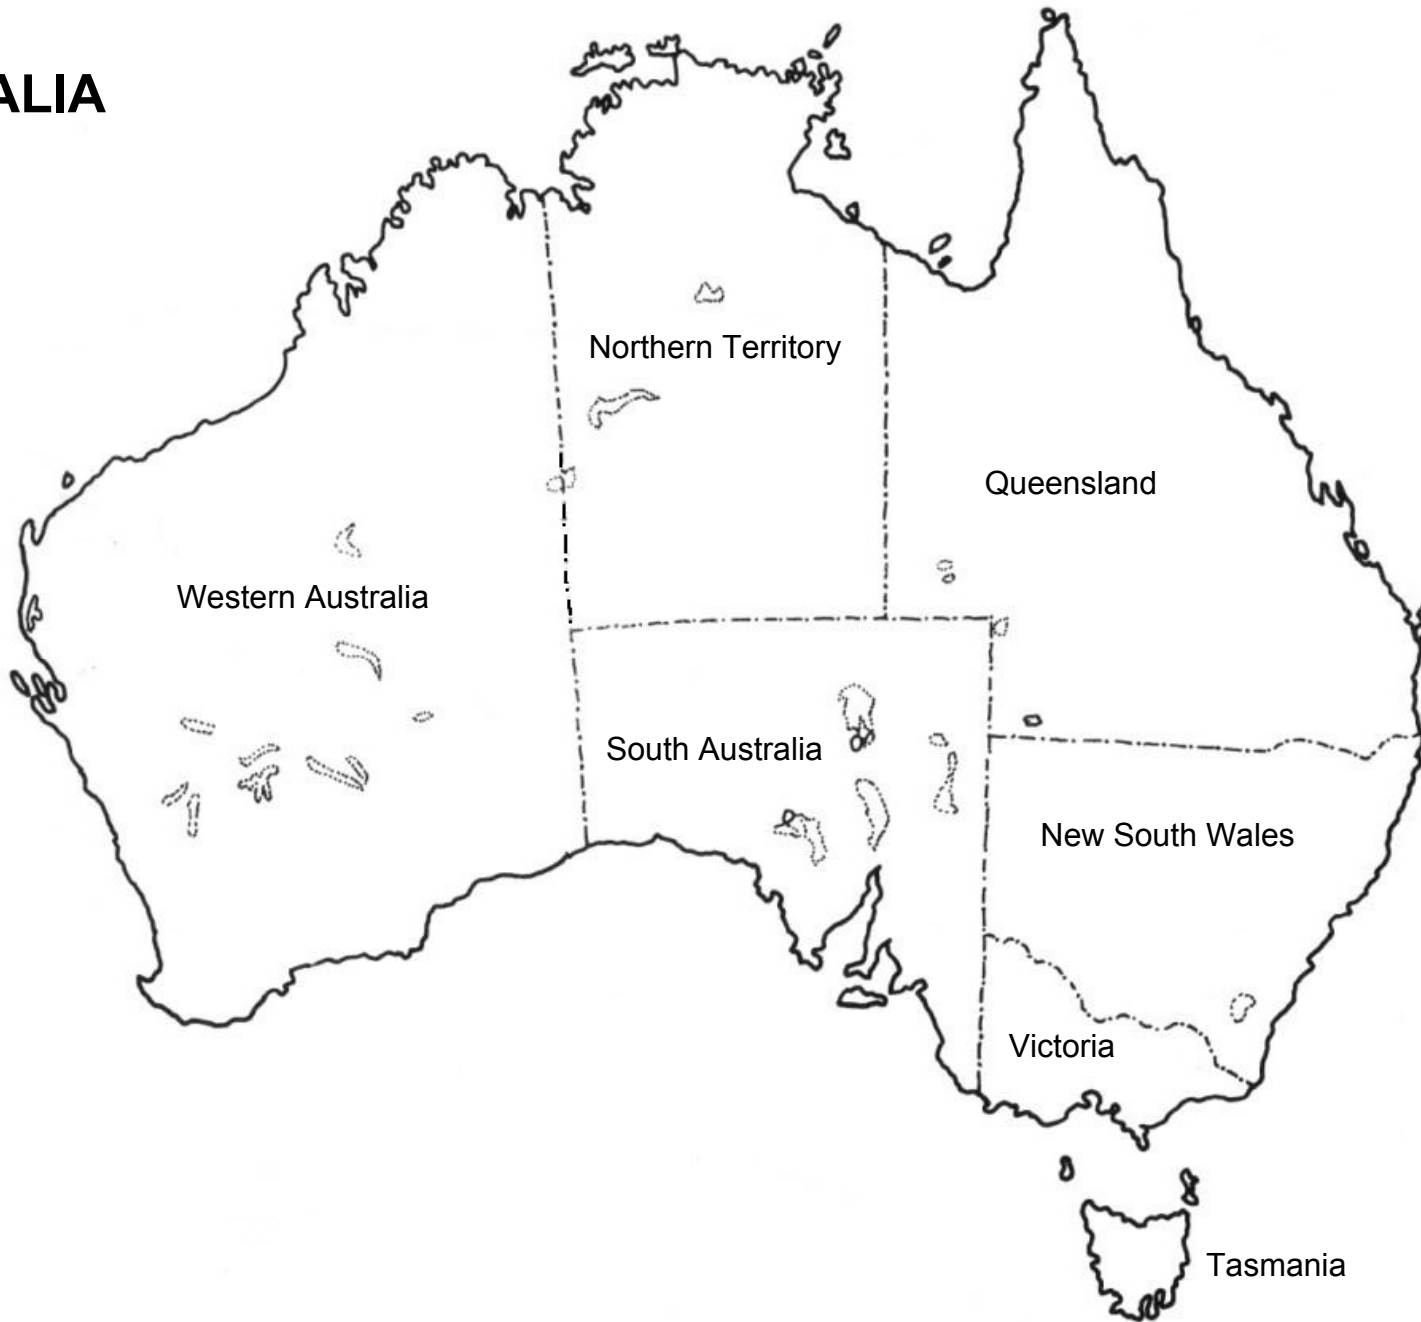 ALIA
Northern Territory
Queensland
Western Australia
South Australia
New South Wales
Victoria
Tasmania